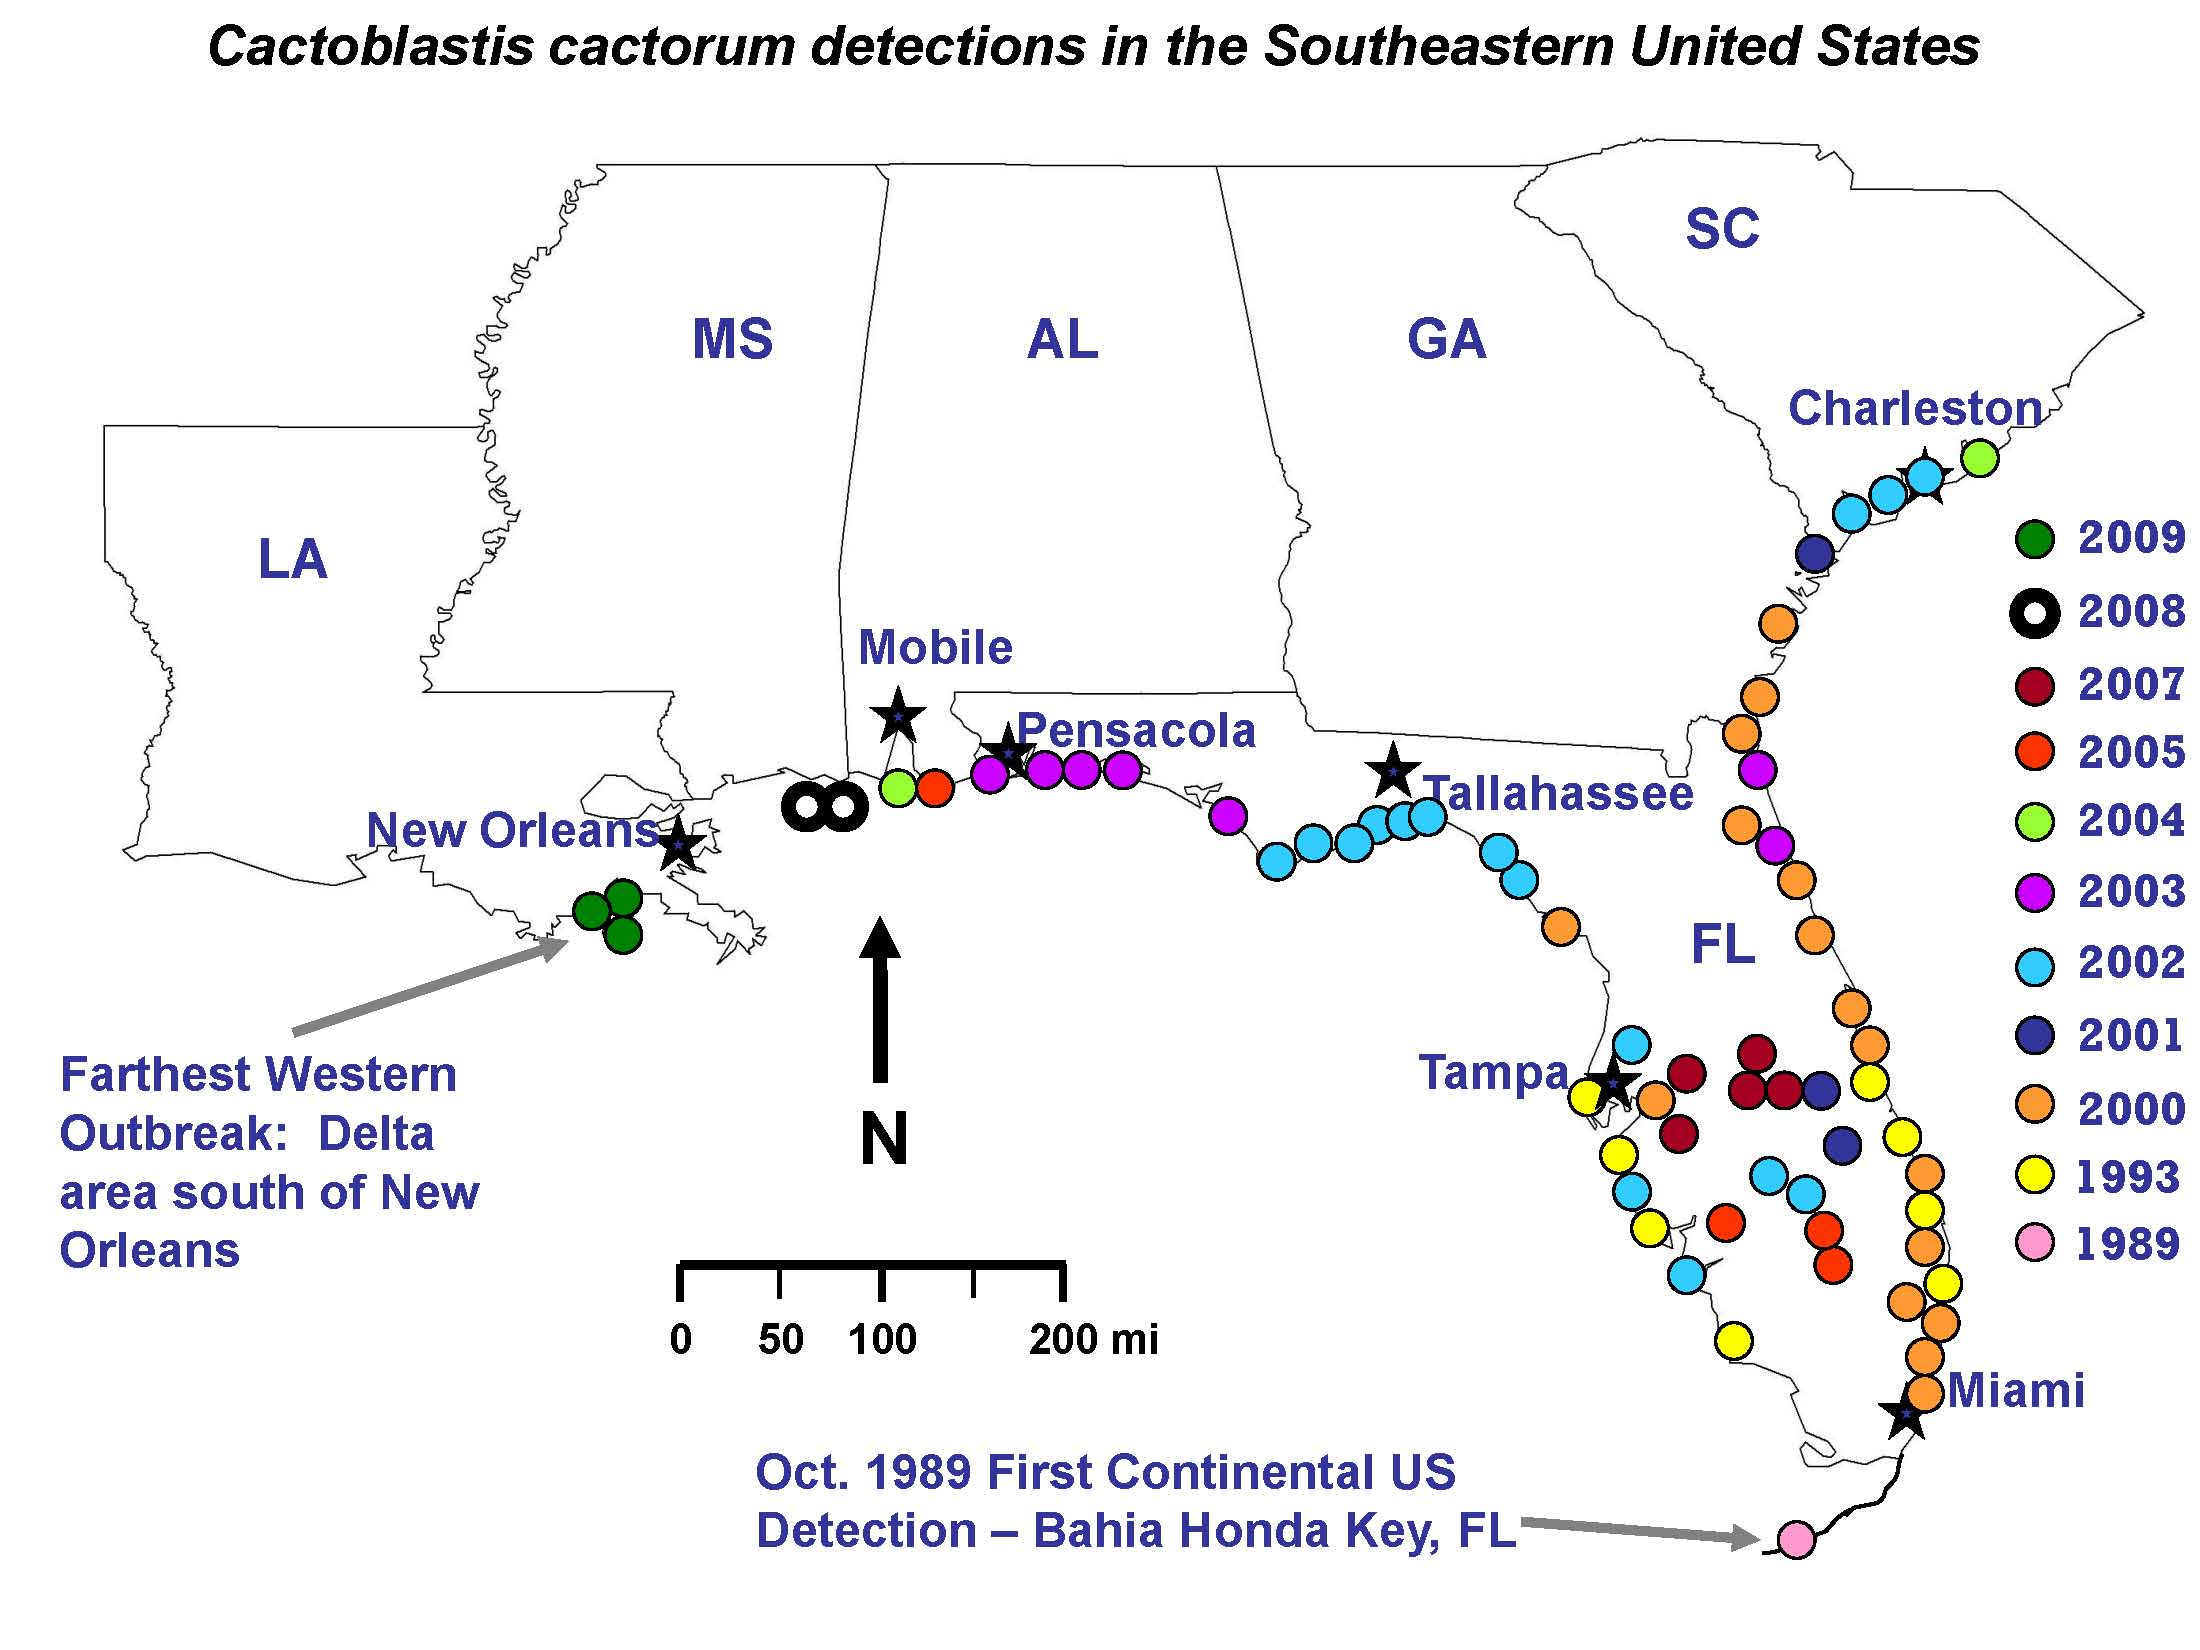 Cactoblastis cactorum detections in the Southeastern United States
SC
MS
AL
GA
Charleston
LA
2009
2008
Mobile
2007
Pensacola
2005
Tallahassee
New Orleans
2004
2003
FL
2002
2001
Tampa
2000
1993
1989
Farthest Western
Outbreak: Delta
area south of New
Orleans
N
0 50 100 200 mi
Miami
Oct. 1989 First Continental US
Detection – Bahia Honda Key, FL